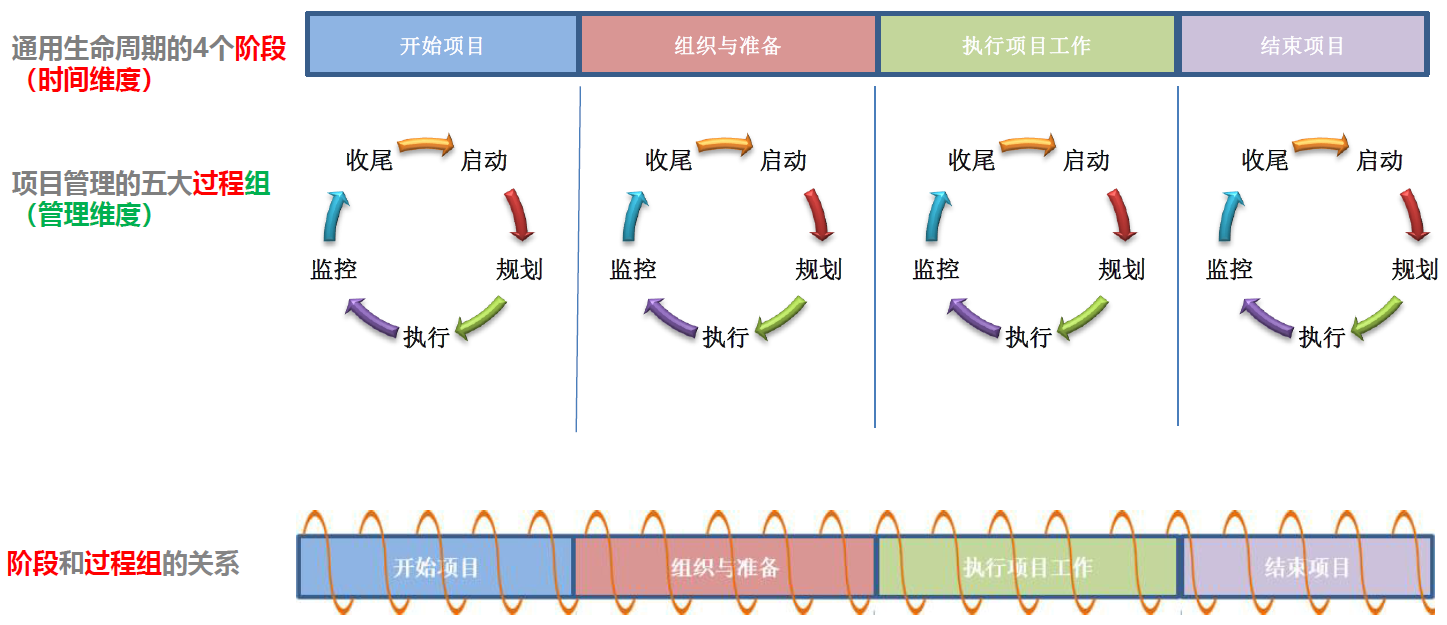 通用生命周期的4个阶段
（时间维度）
开始项目
组织与准备
执行项目工作
结束项目
项目管理的五大过程组
（管理维度）
收尾
启动
监控
规划
执行
收尾
启动
监控
规划
执行
收尾
启动
监控
规划
执行
收尾
启动
监控
规划
执行
阶段和过程组的关系
开始项目
组织与准备
执行项目工作
结束项目